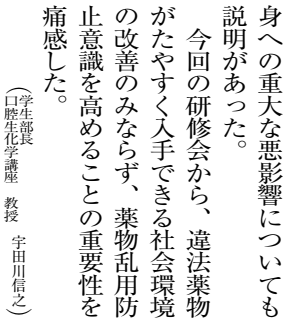 身への重大な悪影響についても
説明があった。
　今回の研修会から、違法薬物
がたやすく入手できる社会環境
の改善のみならず、薬物乱用防
止意識を高めることの重要性を
痛感した。
（学生部長
口腔生化学講座　教授　宇田川信之）